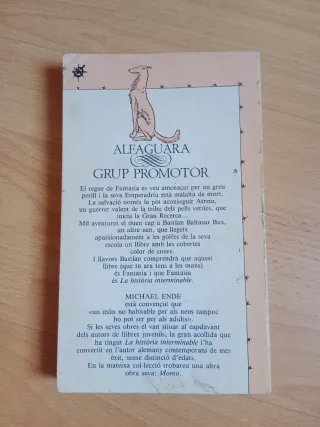 ALFAGUARA
GRUP PROMOTOR
El regne de Fantasia es veu amenaçat per un greu
perill i la seva Emperadriu està malalta de mort.
La salvació només la pot aconseguir Atreiu,
un guerrer valent de la tribu dels pells verdes, que
inicia la Gran Recerca...
Mil aventures el duen cap a Bastian Baltasar Bux,
un altre nen, que llegeix
apassionadament a les golfes de la seva
escola un llibre amb les cobertes
color de coure.
I llavors Bastian comprendrà que aquest
llibre (que tu ara tens a les mans)
és Fantasia i que Fantasia
és La història interminable.
MICHAEL ENDE
està convençut que
«un món no habitable per als nens tampoc
ho pot ser per als adults».
Si les seves obres el van situar al capdavant
dels autors de llibres juvenils, la gran acollida que
ha tingut La història interminable l'ha
convertit en l'autor alemany contemporani de més
èxit, sense distinció d'edats.
En la mateixa col·lecció trobareu una altra
obra seva: Momo.